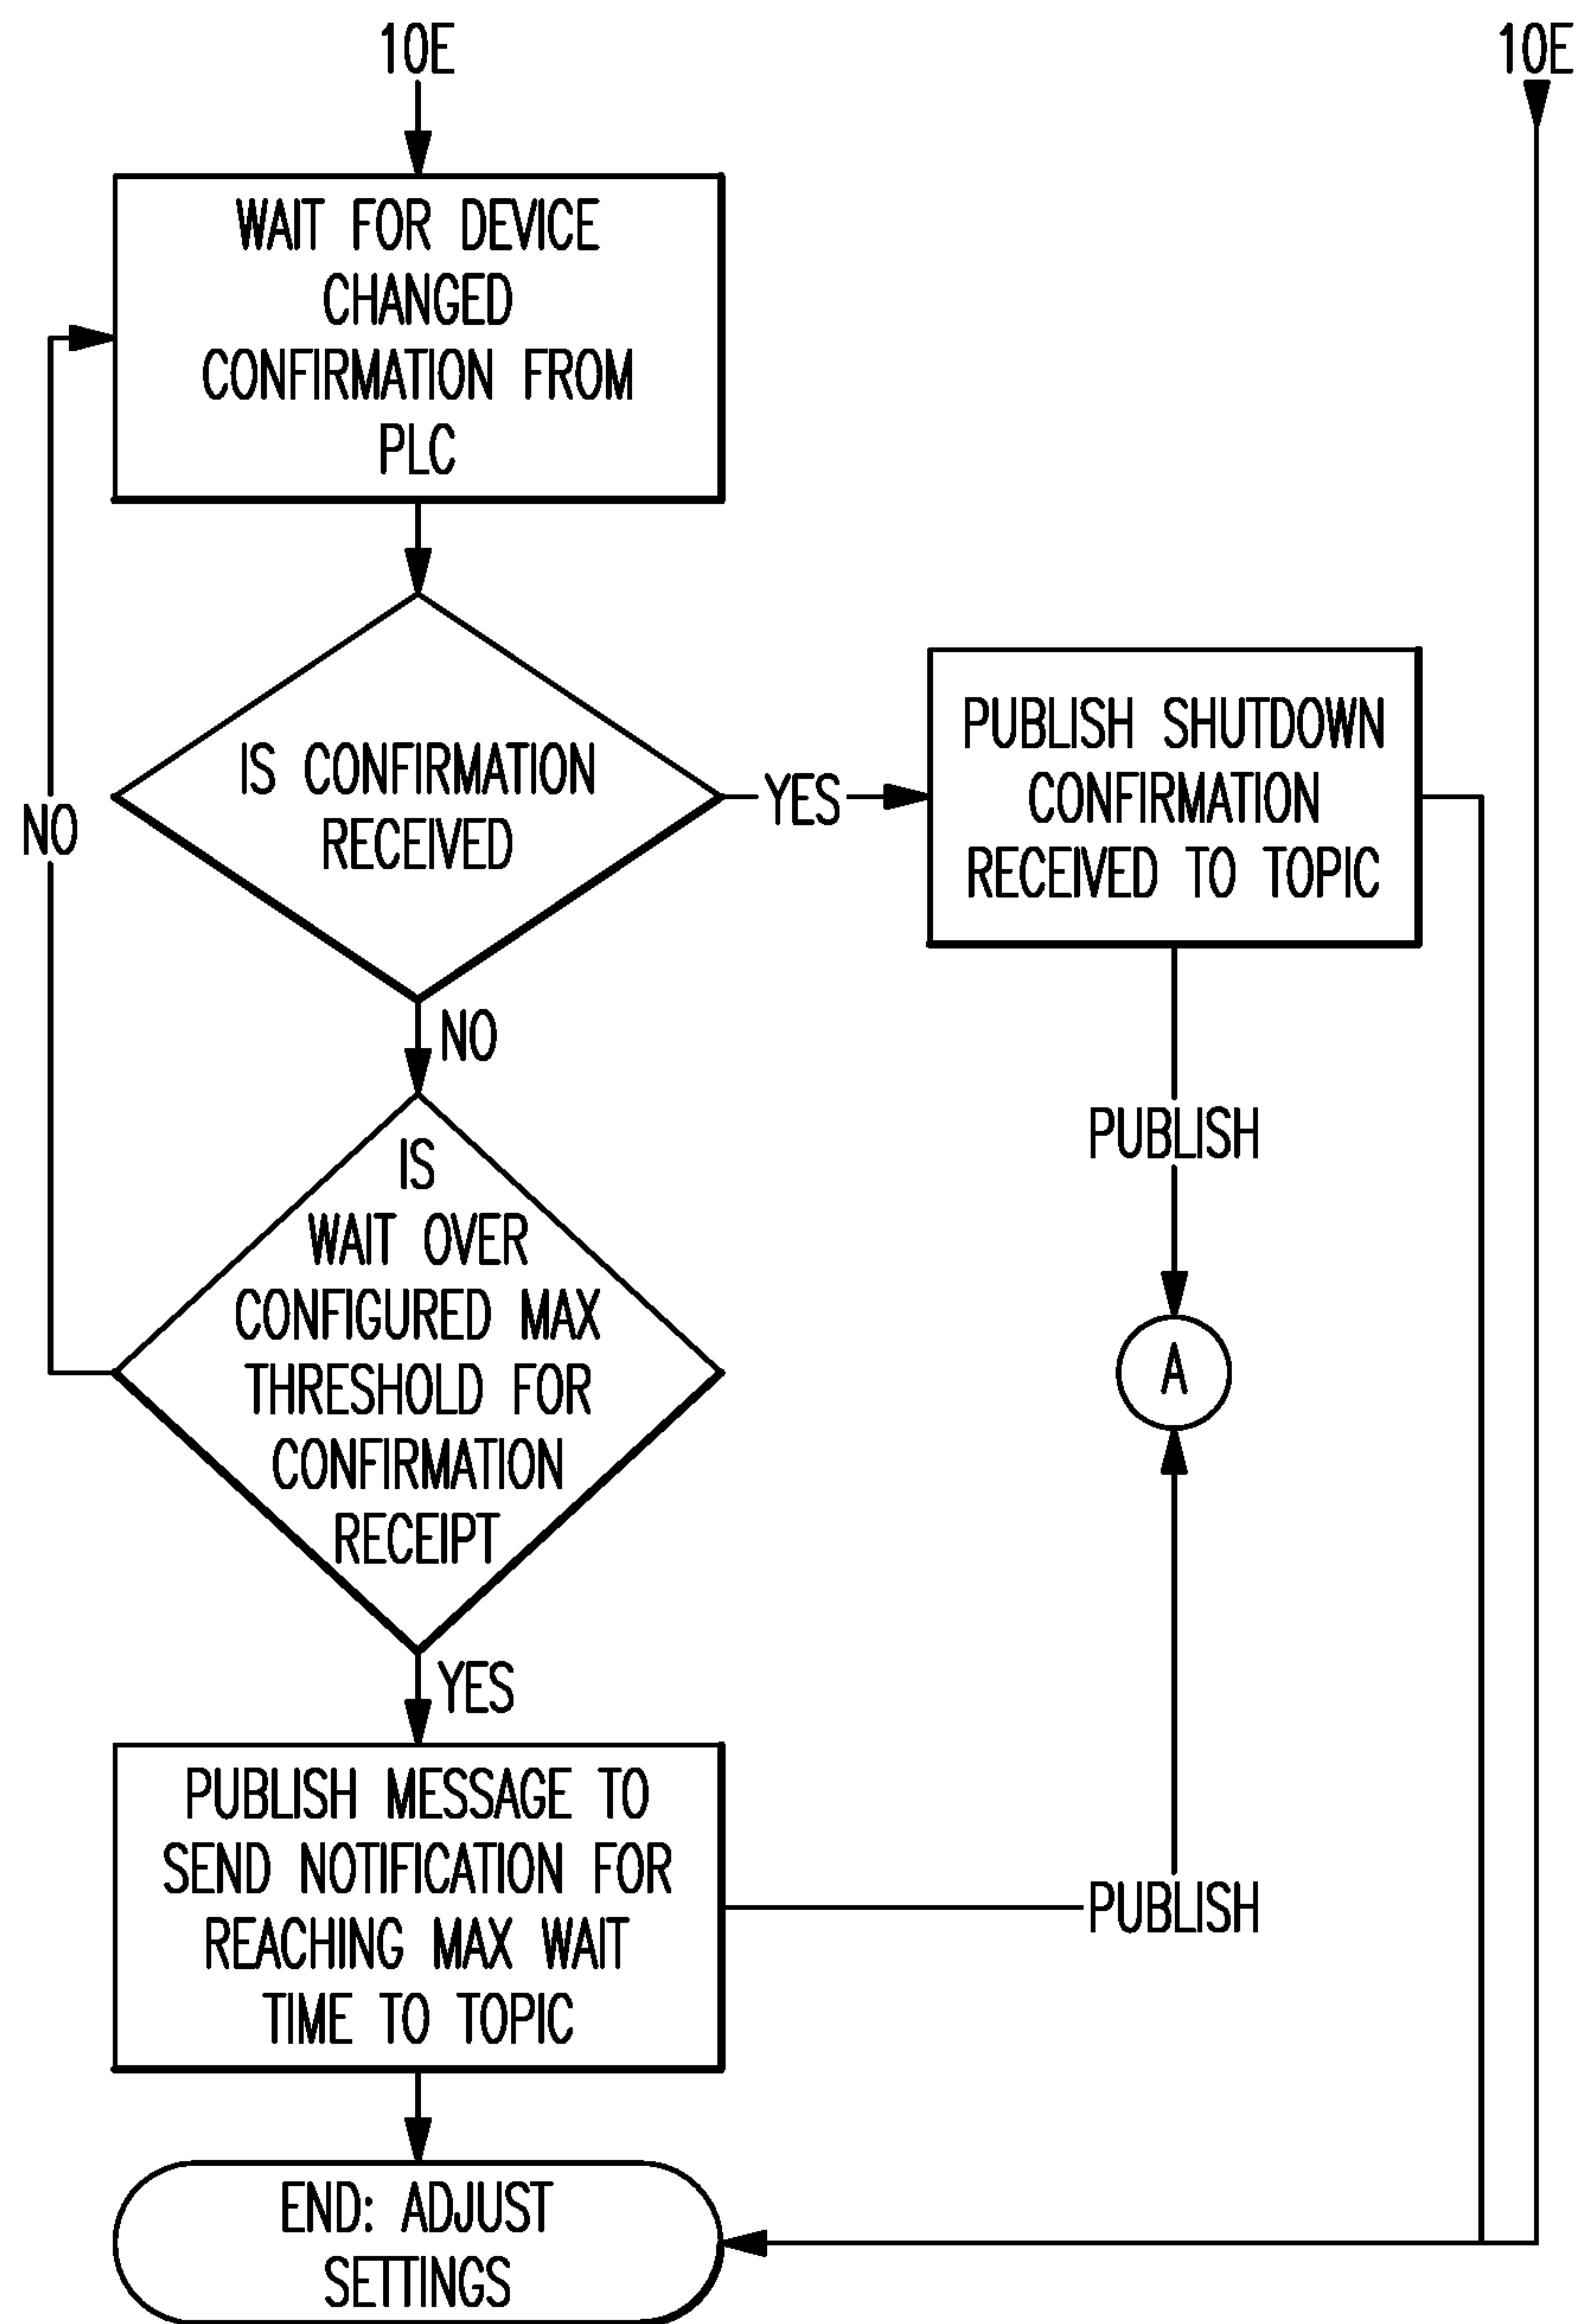 10E
10E
WAIT FOR DEVICE
CHANGED
CONFIRMATION FROM
PLC
IS CONFIRMATION
RECEIVED
YES
PUBLISH SHUTDOWN
CONFIRMATION
RECEIVED TO TOPIC
NO
NO
PUBLISH
IS
WAIT OVER
CONFIGURED MAX
THRESHOLD FOR
CONFIRMATION
RECEIPT
A
YES
PUBLISH MESSAGE TO
SEND NOTIFICATION FOR
REACHING MAX WAIT
TIME TO TOPIC
PUBLISH
END: ADJUST
SETTINGS